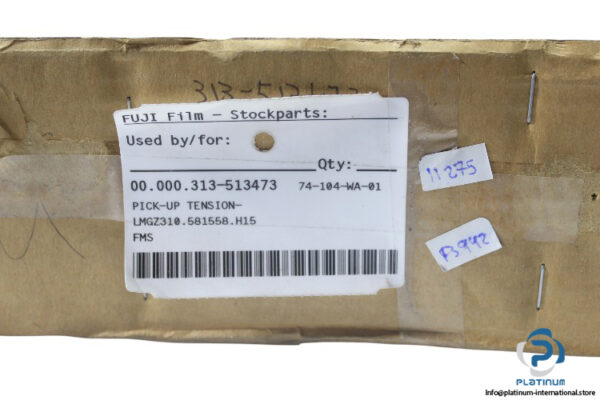 FUJI Film - Stockparts:
Used by/for:
Qty:
00.000.313-513473 74-104-WA-01
PICK-UP TENSION-
LMGZ310.581558.H15
FMS
11275
F3942
PLATINUM
Info@platinum-international.store